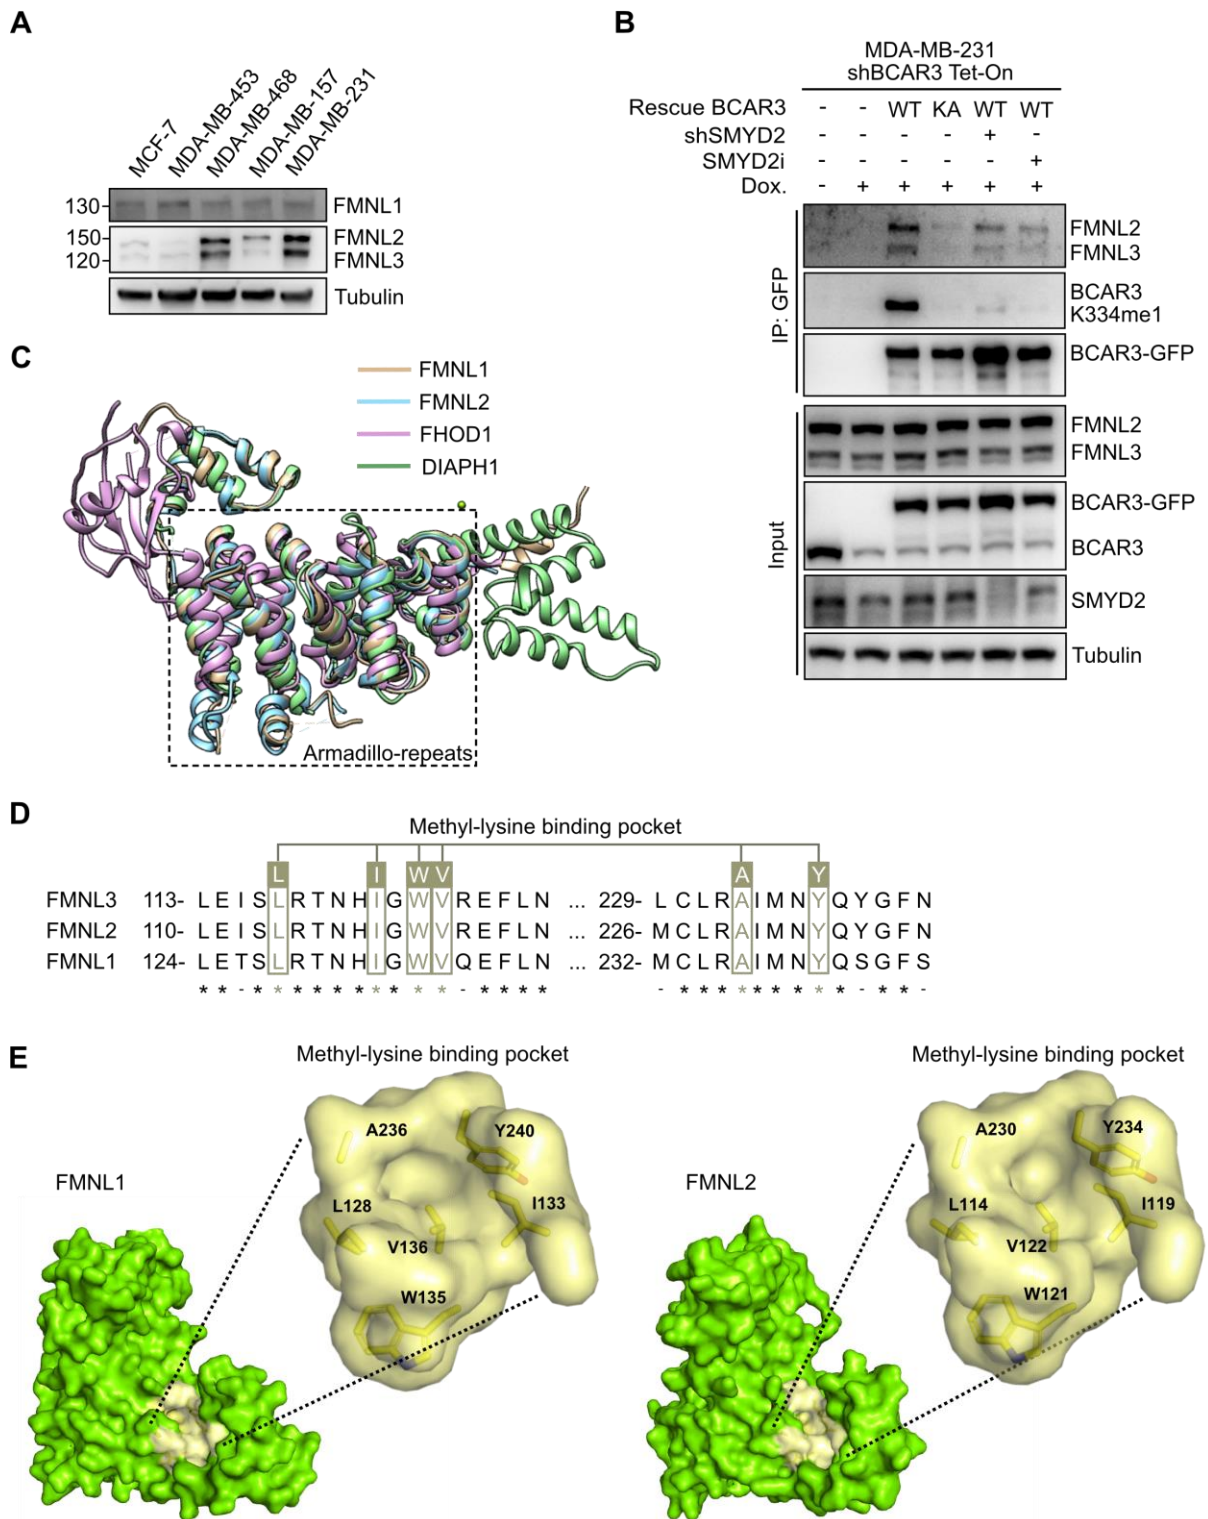 A
MCF-7
MDA-MB-453
MDA-MB-468
MDA-MB-157
MDA-MB-231
130
FMNL1
150
FMNL2
120
FMNL3
Tubulin
B
MDA-MB-231
shBCAR3 Tet-On
Rescue BCAR3 - - WT KA WT WT
shSMYD2 - - - - + -
SMYD2i - - - - - +
Dox. - + + + + +
IP: GFP
FMNL2
FMNL3
BCAR3
K334me1
BCAR3-GFP
Input
FMNL2
FMNL3
BCAR3-GFP
BCAR3
SMYD2
Tubulin
C
FMNL1
FMNL2
FHOD1
DIAPH1
Armadillo-repeats
D
Methyl-lysine binding pocket
L I W V A Y
FMNL3 113- L E I S L R T N H I G W V R E F L N ... 229- L C L R A I M N Y Q Y G F N
FMNL2 110- L E I S L R T N H I G W V R E F L N ... 226- M C L R A I M N Y Q Y G F N
FMNL1 124- L E T S L R T N H I G W V Q E F L N ... 232- M C L R A I M N Y Q S G F S
* * - * * * * * * * * * * - * * * * - * * * * * * * * * - * * -
E
Methyl-lysine binding pocket
FMNL1
A236
Y240
L128
I133
V136
W135
Methyl-lysine binding pocket
FMNL2
A230
Y234
L114
I119
V122
W121